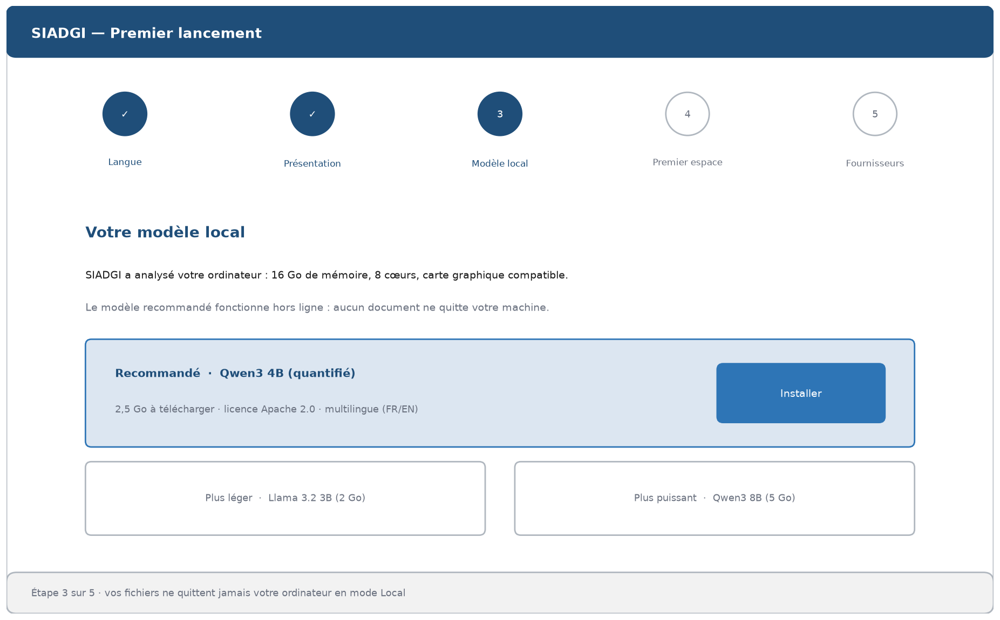 SIADGI — Premier lancement
✓ ✓ 3 4 5
Langue Présentation Modèle local Premier espace Fournisseurs
Votre modèle local
SIADGI a analysé votre ordinateur : 16 Go de mémoire, 8 cœurs, carte graphique compatible.
Le modèle recommandé fonctionne hors ligne : aucun document ne quitte votre machine.
Recommandé · Qwen3 4B (quantifié)
Installer
2,5 Go à télécharger · licence Apache 2.0 · multilingue (FR/EN)
Plus léger · Llama 3.2 3B (2 Go)
Plus puissant · Qwen3 8B (5 Go)
Étape 3 sur 5 · vos fichiers ne quittent jamais votre ordinateur en mode Local